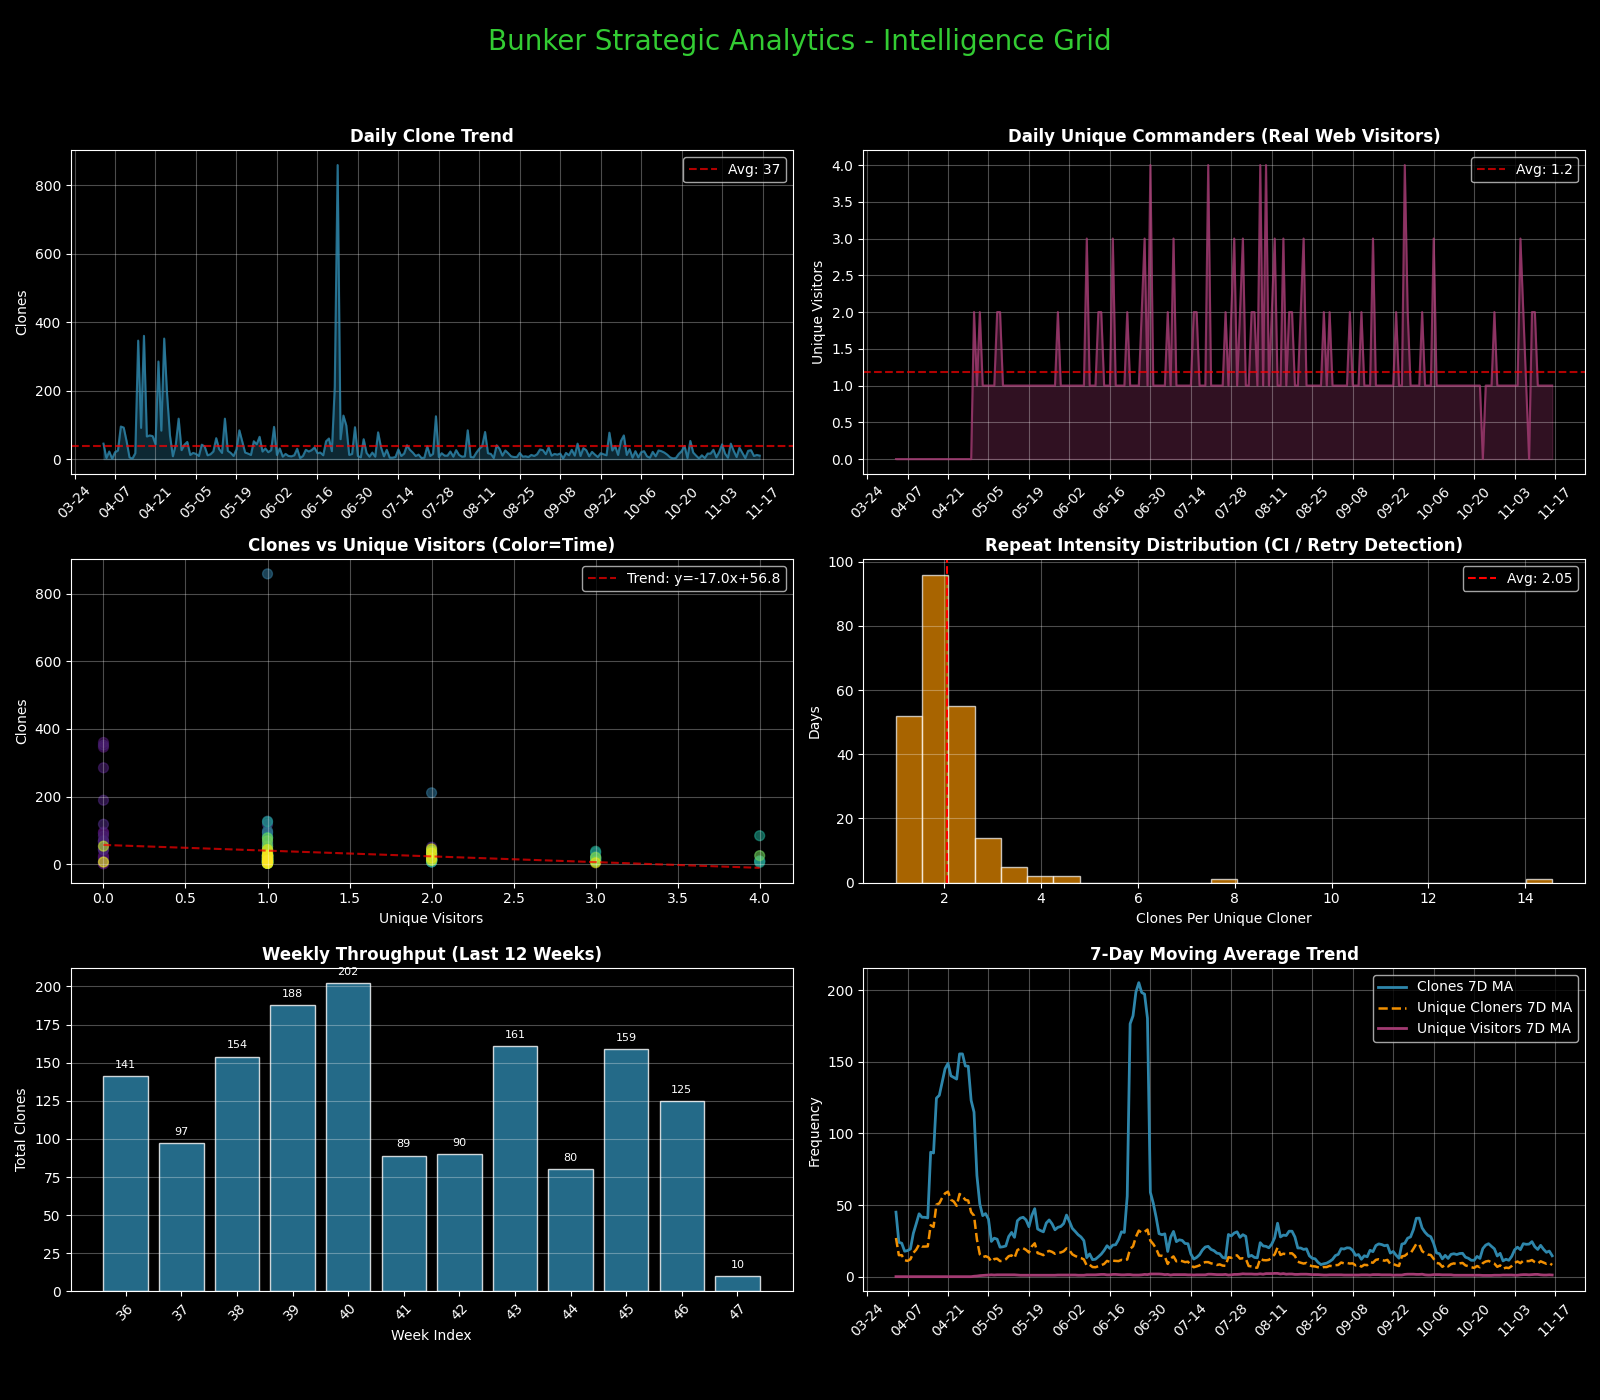 Bunker Strategic Analytics - Intelligence Grid
Daily Clone Trend
Clones
800
600
400
200
0
Avg: 37
03-24 04-07 04-21 05-05 05-19 06-02 06-16 06-30 07-14 07-28 08-11 08-25 09-08 09-22 10-06 10-20 11-03 11-17
Daily Unique Commanders (Real Web Visitors)
Unique Visitors
4.0
3.5
3.0
2.5
2.0
1.5
1.0
0.5
0.0
Avg: 1.2
03-24 04-07 04-21 05-05 05-19 06-02 06-16 06-30 07-14 07-28 08-11 08-25 09-08 09-22 10-06 10-20 11-03 11-17
Clones vs Unique Visitors (Color=Time)
Clones
800
600
400
200
0
Trend: y=-17.0x+56.8
0.0 0.5 1.0 1.5 2.0 2.5 3.0 3.5 4.0
Unique Visitors
Repeat Intensity Distribution (CI / Retry Detection)
Days
100
80
60
40
20
0
Avg: 2.05
2 4 6 8 10 12 14
Clones Per Unique Cloner
Weekly Throughput (Last 12 Weeks)
Total Clones
200
175
150
125
100
75
50
25
0
141 97 154 188 202 89 90 161 80 159 125 10
36 37 38 39 40 41 42 43 44 45 46 47
Week Index
7-Day Moving Average Trend
Frequency
200
150
100
50
0
Clones 7D MA
Unique Cloners 7D MA
Unique Visitors 7D MA
03-24 04-07 04-21 05-05 05-19 06-02 06-16 06-30 07-14 07-28 08-11 08-25 09-08 09-22 10-06 10-20 11-03 11-17